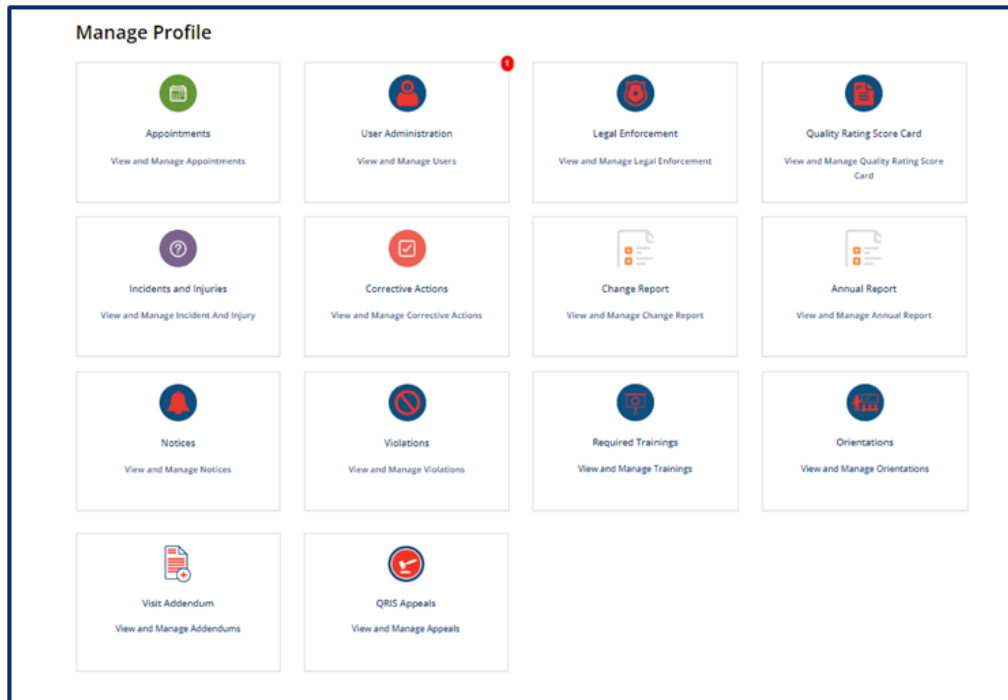 Manage Profile
1
Appointments
View and Manage Appointments
User Administration
View and Manage Users
Legal Enforcement
View and Manage Legal Enforcement
Quality Rating Score Card
View and Manage Quality Rating Score
Card
Incidents and Injuries
View and Manage Incident And Injury
Corrective Actions
View and Manage Corrective Actions
Change Report
View and Manage Change Report
Annual Report
View and Manage Annual Report
Notices
View and Manage Notices
Violations
View and Manage Violations
Required Trainings
View and Manage Trainings
Orientations
View and Manage Orientations
Visit Addendum
View and Manage Addendums
QRIS Appeals
View and Manage Appeals